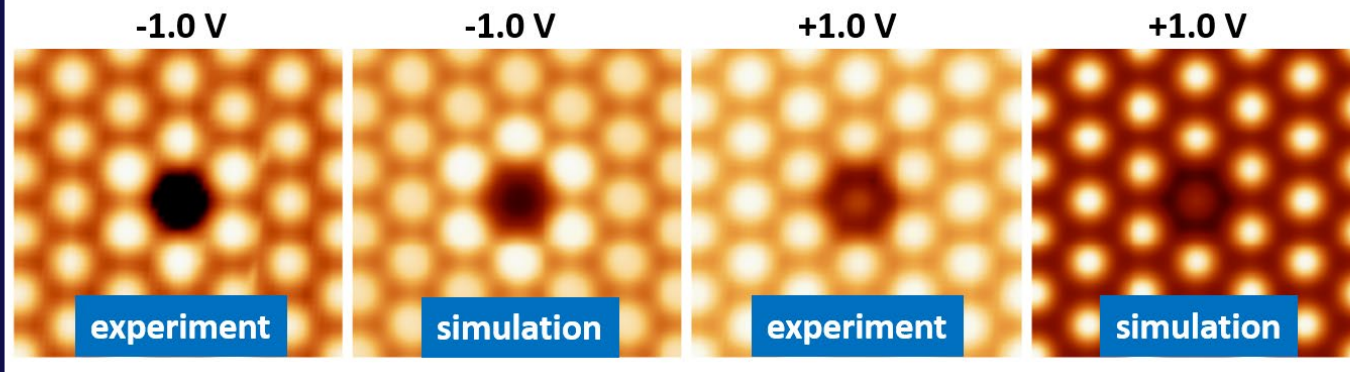 -1.0 V
-1.0 V
+1.0 V
+1.0 V
experiment
simulation
experiment
simulation